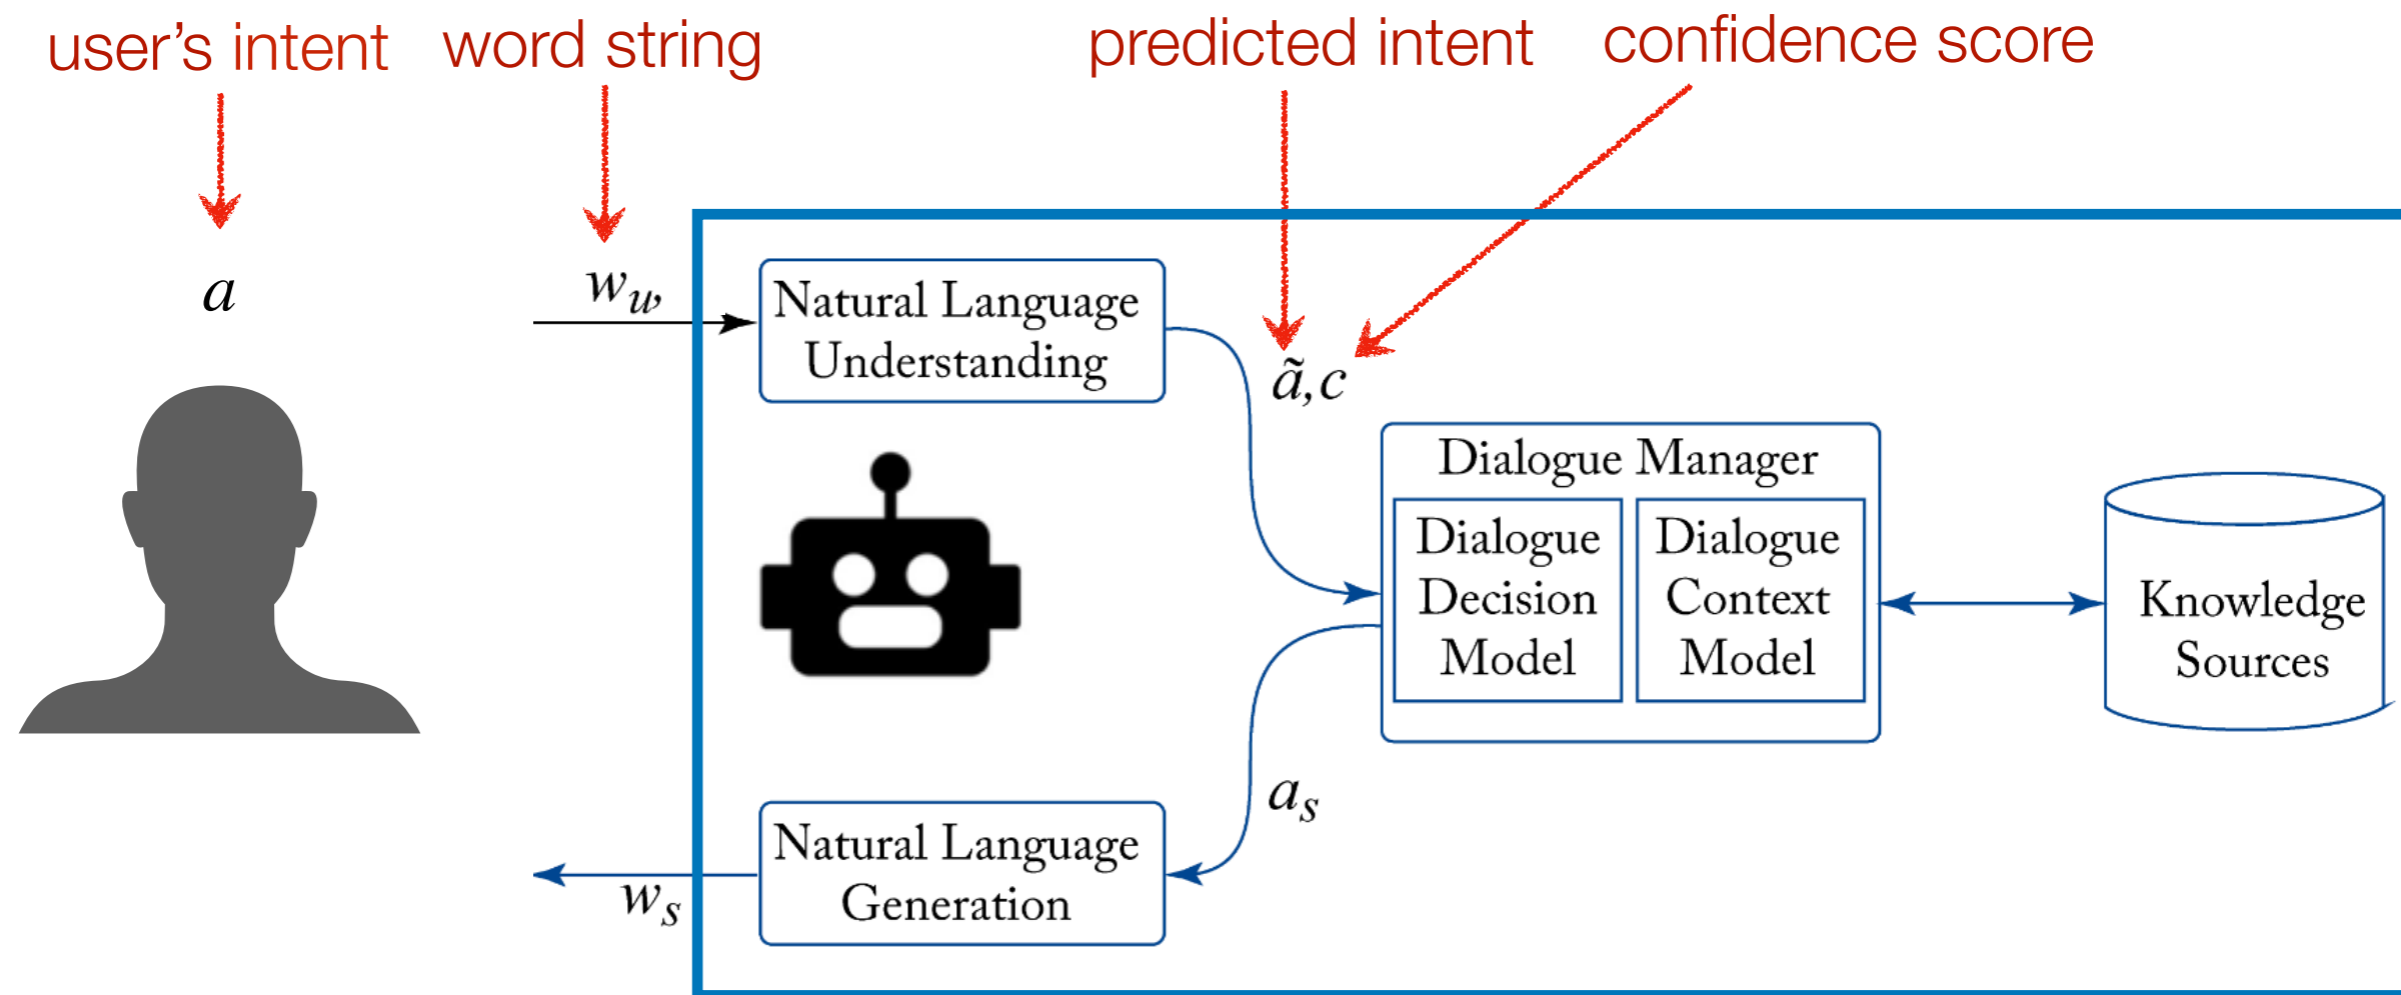 user's intent
word string
predicted intent
confidence score
a
w_u
Natural Language
Understanding
ã,c
Dialogue Manager
Dialogue
Decision
Model
Dialogue
Context
Model
Knowledge
Sources
a_s
Natural Language
Generation
w_s